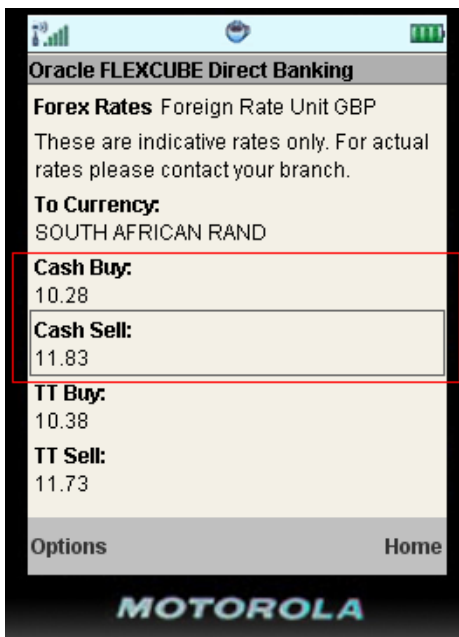 Oracle FLEXCUBE Direct Banking
Forex Rates Foreign Rate Unit GBP
These are indicative rates only. For actual
rates please contact your branch.
To Currency:
SOUTH AFRICAN RAND
Cash Buy:
10.28
Cash Sell:
11.83
TT Buy:
10.38
TT Sell:
11.73
Options Home
MOTOROLA